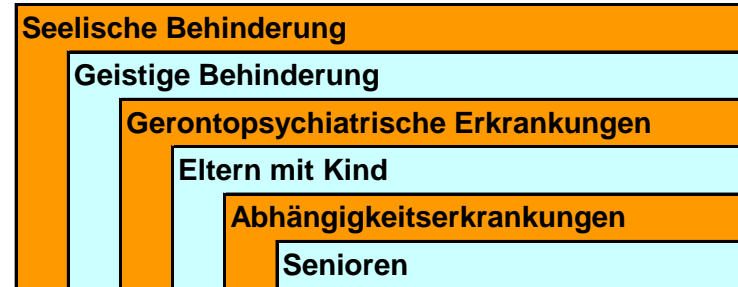 Seelische Behinderung
Geistige Behinderung
Gerontopsychiatrische Erkrankungen
Eltern mit Kind
Abhängigkeitserkrankungen
Senioren